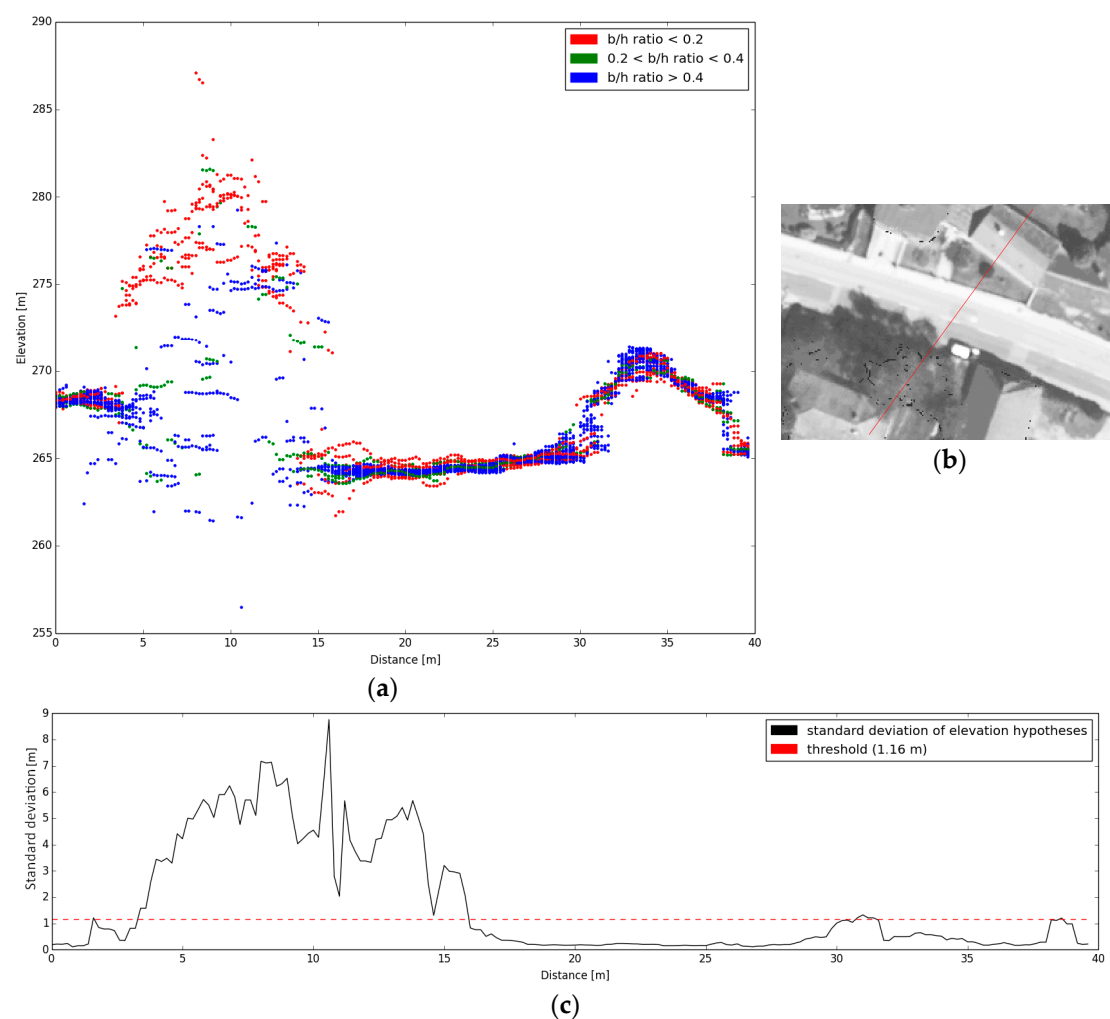 290
285
280
275
270
265
260
255
Elevation [m]
0 5 10 15 20 25 30 35 40
Distance [m]
b/h ratio < 0.2
0.2 < b/h ratio < 0.4
b/h ratio > 0.4
(a)
(b)
9
8
7
6
5
4
3
2
1
0
Standard deviation [m]
0 5 10 15 20 25 30 35 40
Distance [m]
standard deviation of elevation hypotheses
threshold (1.16 m)
(c)